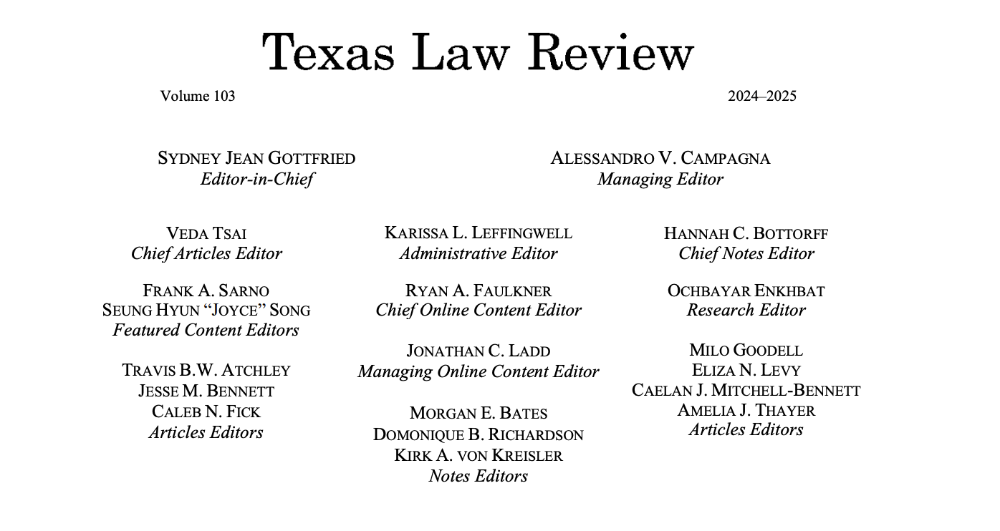 Texas Law Review
Volume 103
2024–2025
SYDNEY JEAN GOTTFRIED
Editor-in-Chief
ALESSANDRO V. CAMPAGNA
Managing Editor
VEDA TSAI
Chief Articles Editor
FRANK A. SARNO
SEUNG HYUN “JOYCE” SONG
Featured Content Editors
TRAVIS B.W. ATCHLEY
JESSE M. BENNETT
CALEB N. FICK
Articles Editors
KARISSA L. LEFFINGWELL
Administrative Editor
RYAN A. FAULKNER
Chief Online Content Editor
JONATHAN C. LADD
Managing Online Content Editor
MORGAN E. BATES
DOMONIQUE B. RICHARDSON
KIRK A. VON KREISLER
Notes Editors
HANNAH C. BOTTORFF
Chief Notes Editor
OCHBAYAR ENKHBAT
Research Editor
MILO GOODELL
ELIZA N. LEVY
CAELAN J. MITCHELL-BENNETT
AMELIA J. THAYER
Articles Editors